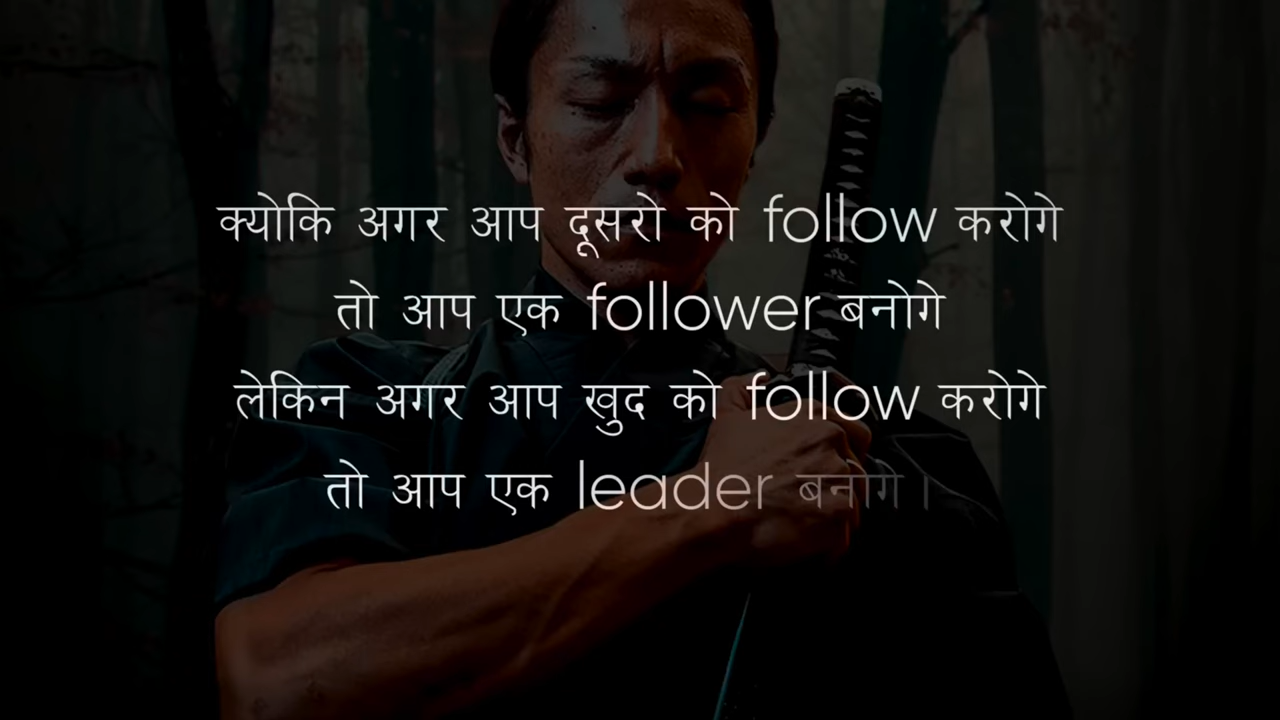 क्योकि अगर आप दूसरो को follow करोगे
तो आप एक follower बनोगे
लेकिन अगर आप खुद को follow करोगे
तो आप एक leader बनोगे।